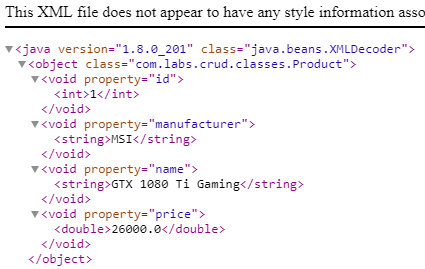 This XML file does not appear to have any style information asso
▼<java version="1.8.0_201" class="java.beans.XMLDecoder">
▼<object class="com.labs.crud.classes.Product">
▼<void property="id">
<int>1</int>
</void>
▼<void property="manufacturer">
<string>MSI</string>
</void>
▼<void property="name">
<string>GTX 1080 Ti Gaming</string>
</void>
▼<void property="price">
<double>26000.0</double>
</void>
</object>